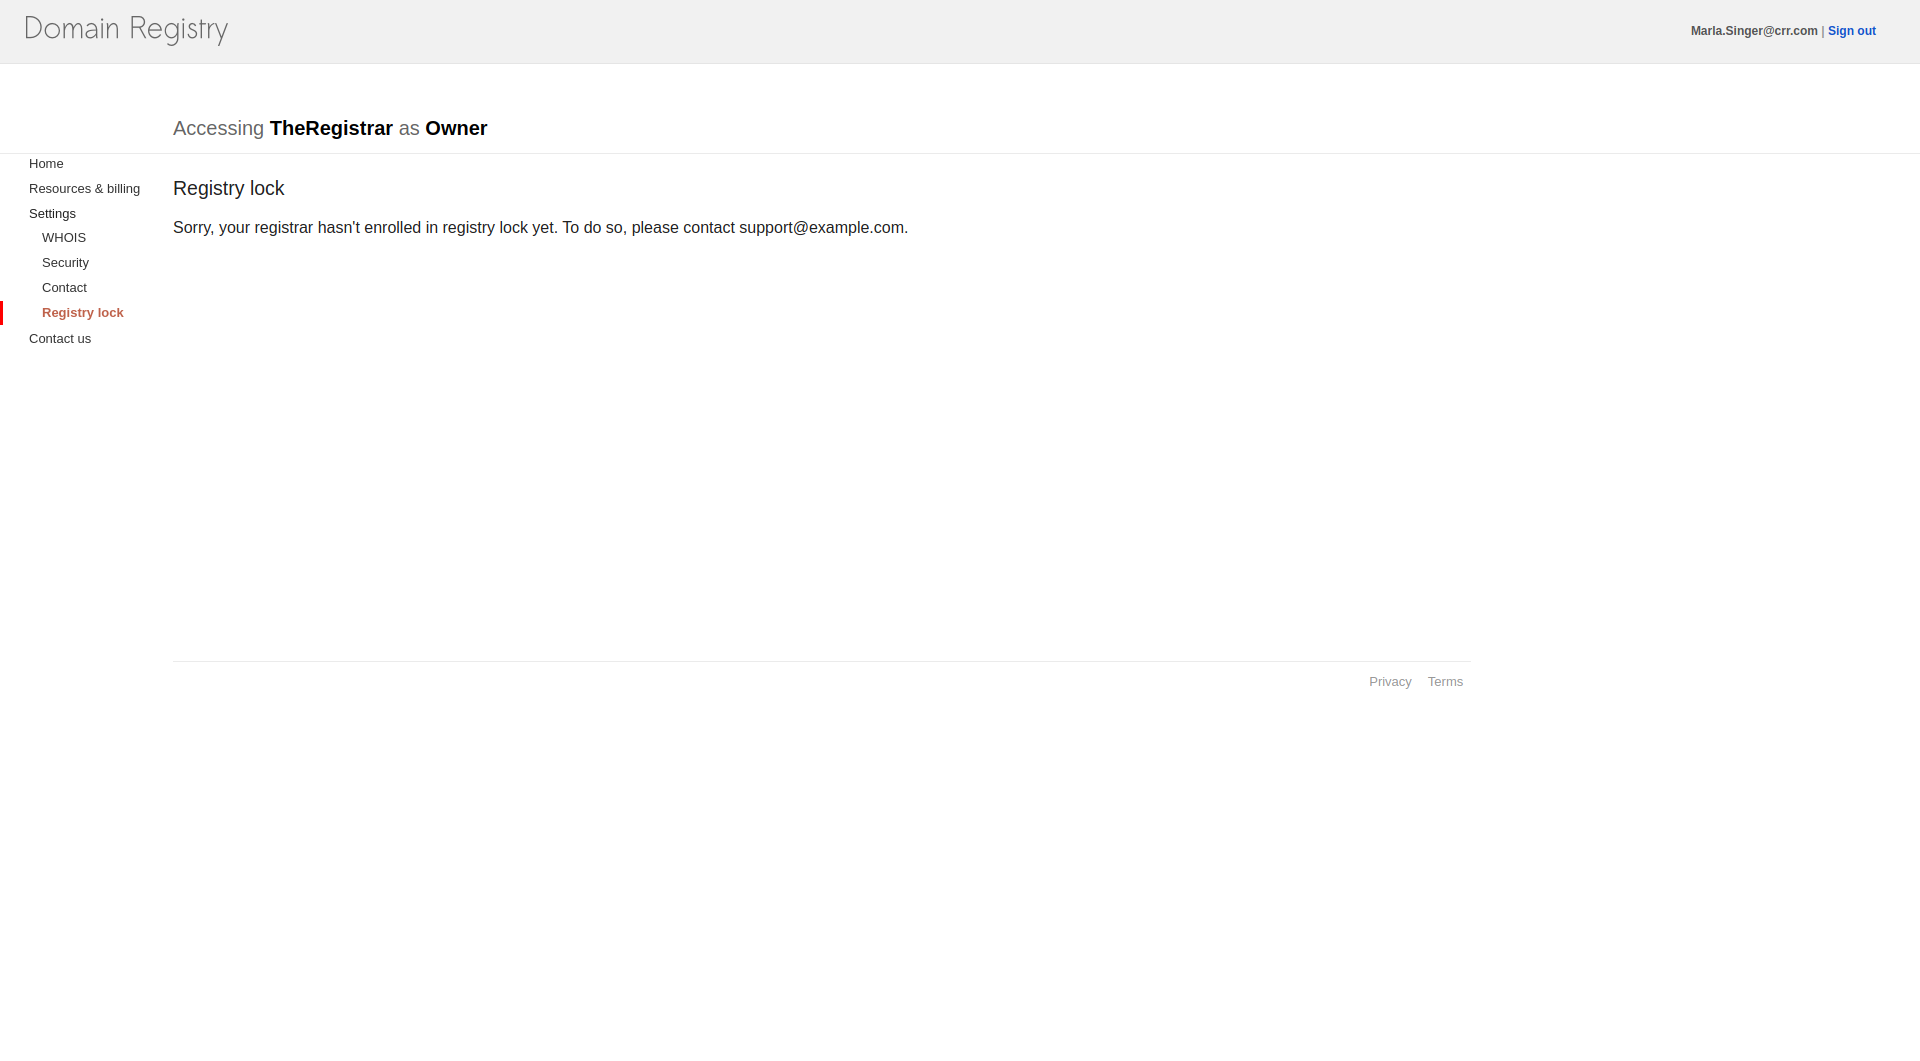 Domain Registry
Marla.Singer@crr.com | Sign out
Accessing TheRegistrar as Owner
Home
Resources & billing
Settings
WHOIS
Security
Contact
Registry lock
Contact us
Registry lock
Sorry, your registrar hasn't enrolled in registry lock yet. To do so, please contact support@example.com.
Privacy Terms